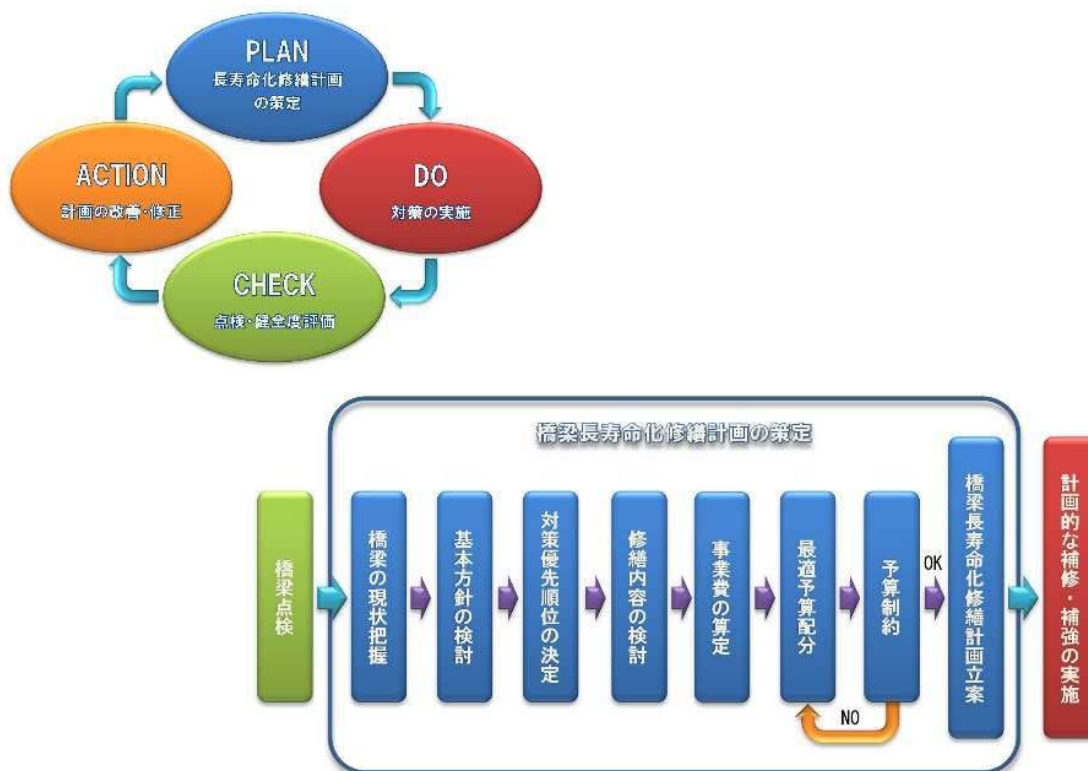 PLAN
長寿命化修繕計画
の策定
ACTION
計画の改善・修正
DO
対策の実施
CHECK
点検・健全度評価
橋梁長寿命化修繕計画の策定
橋梁点検
橋梁の現状把握
基本方針の検討
対策優先順位の決定
修繕内容の検討
事業費の算定
最適予算配分
予算制約
OK
NO
橋梁長寿命化修繕計画立案
計画的な補修・補強の実施